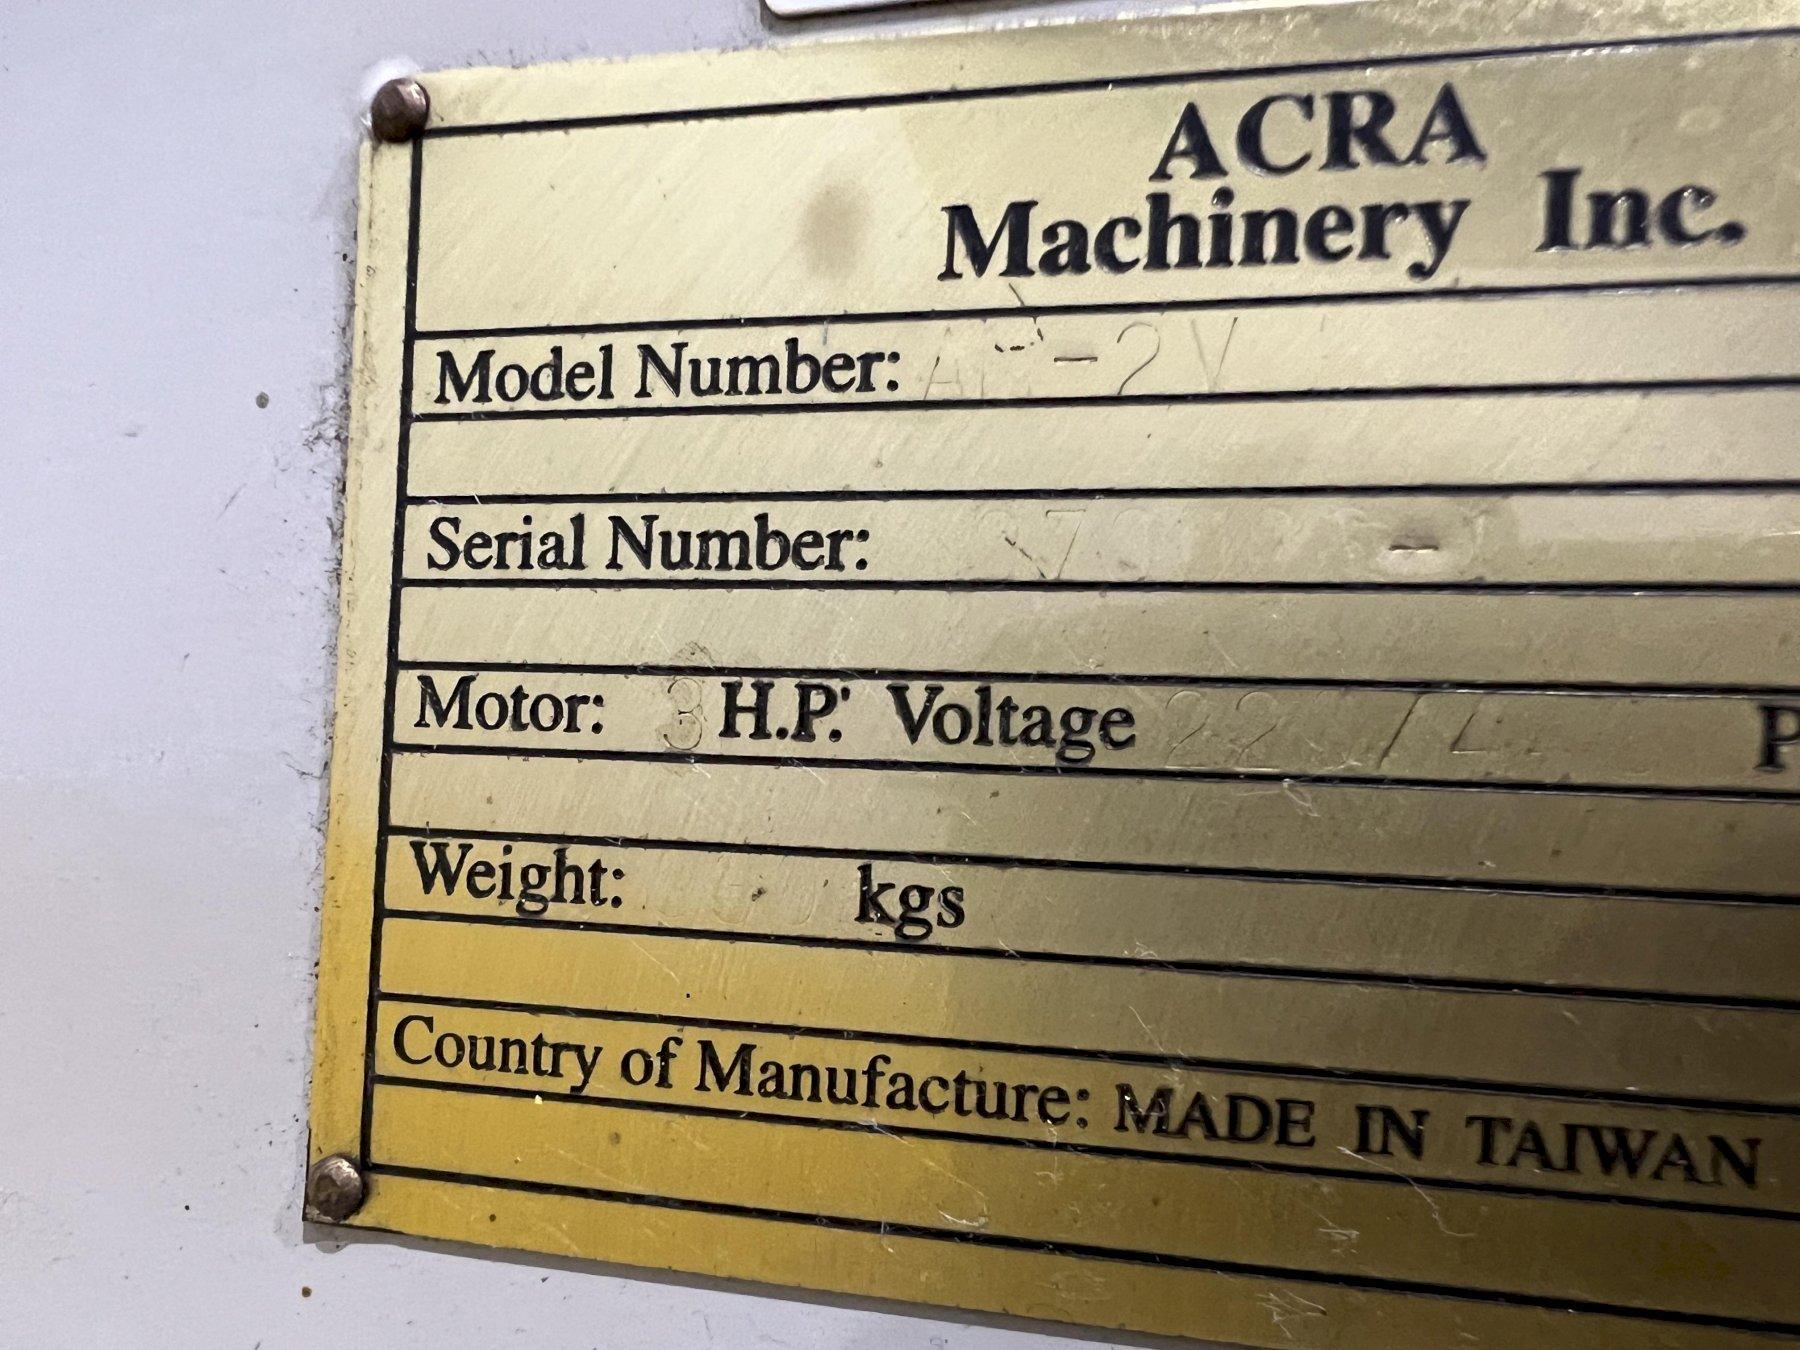 ACRA
Machinery Inc.
Model Number:
Serial Number:
Motor: 3 H.P. Voltage
Weight: kgs
Country of Manufacture: MADE IN TAIWAN